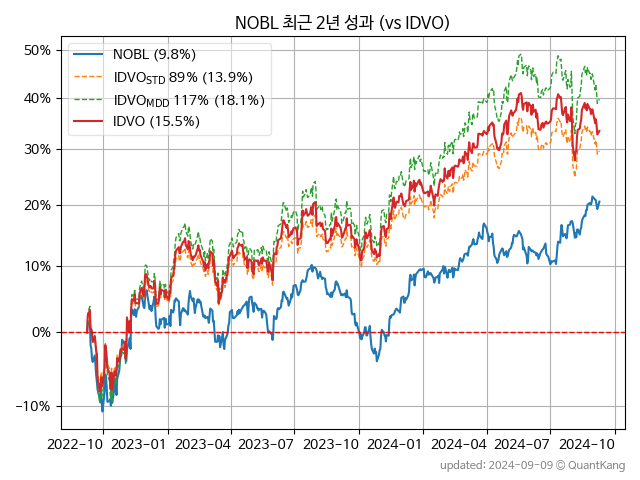 NOBL 최근 2년 성과 (vs IDVO)
50%
40%
30%
20%
10%
0%
−10%
NOBL (9.8%)
IDVO_STD 89% (13.9%)
IDVO_MDD 117% (18.1%)
IDVO (15.5%)
2022-10 2023-01 2023-04 2023-07 2023-10 2024-01 2024-04 2024-07 2024-10
updated: 2024-09-09 © QuantKang